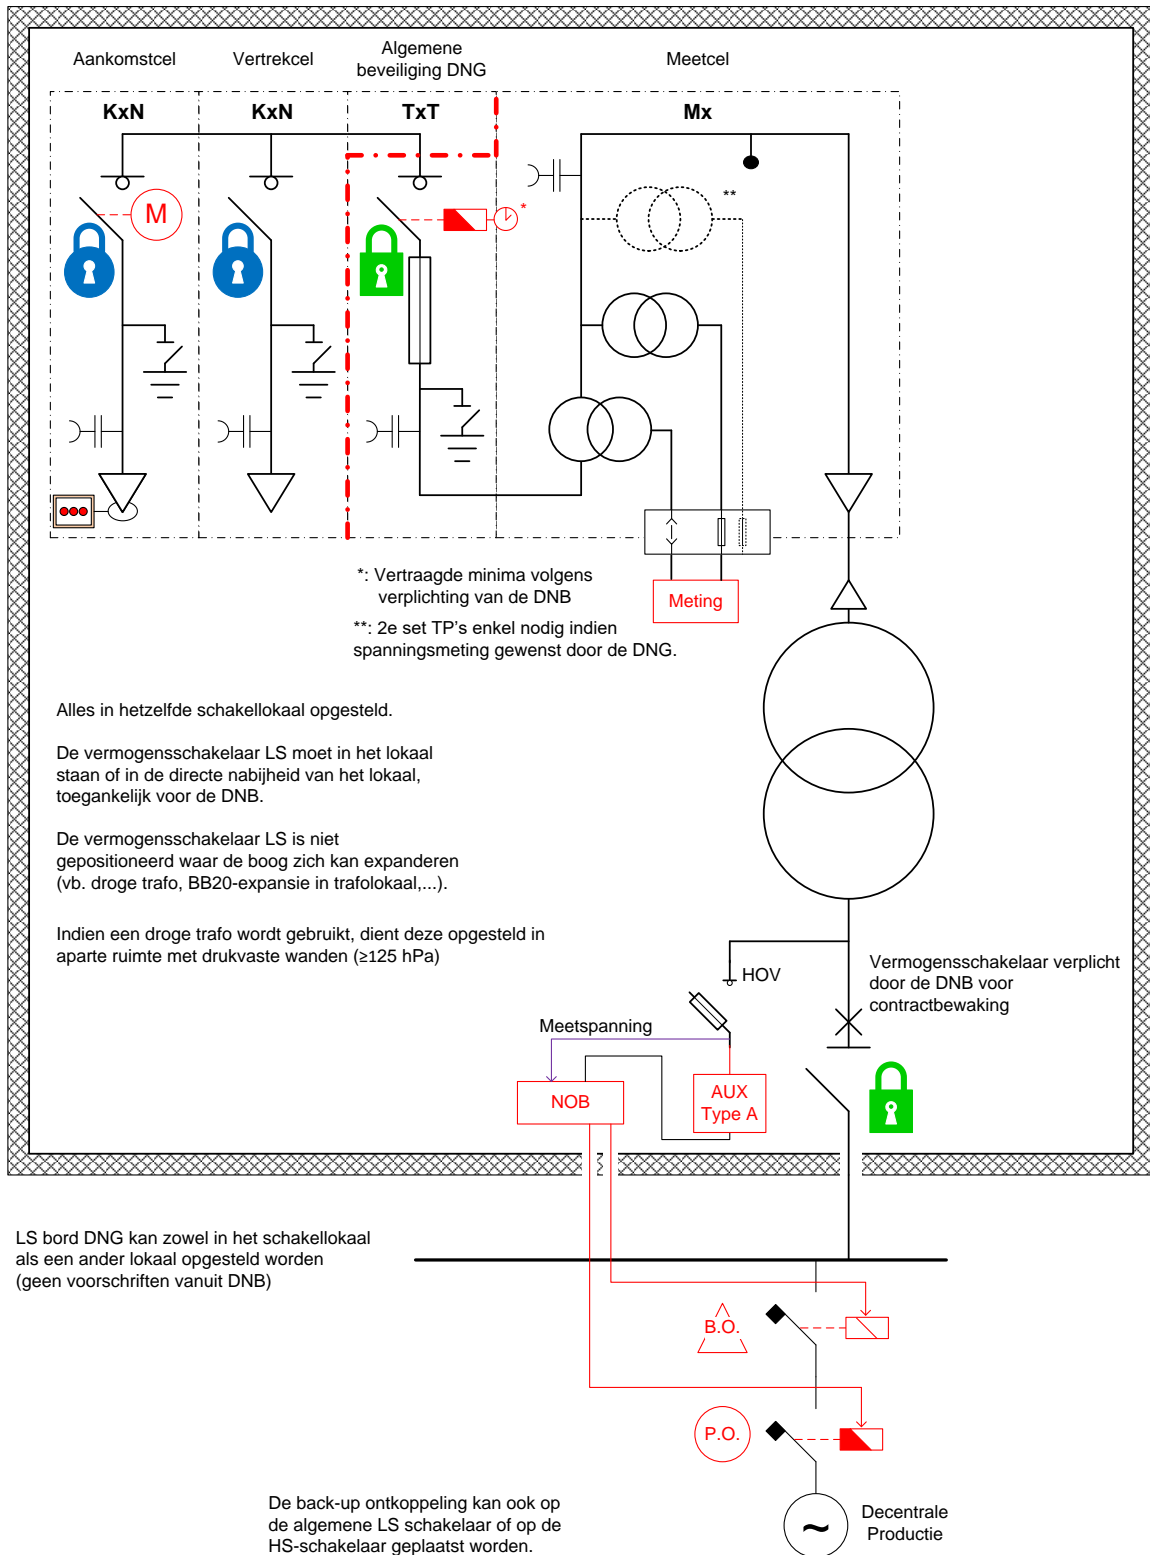 Aankomstcel
Vertrekcel
Algemene
beveiliging DNG
Meetcel
KxN
KxN
TxT
Mx
M
*
**
*: Vertraagde minima volgens
verplichting van de DNB
**: 2e set TP's enkel nodig indien
spanningsmeting gewenst door de DNG.
Meting
Alles in hetzelfde schakellokaal opgesteld.
De vermogensschakelaar LS moet in het lokaal
staan of in de directe nabijheid van het lokaal,
toegankelijk voor de DNB.
De vermogensschakelaar LS is niet
gepositioneerd waar de boog zich kan expanderen
(vb. droge trafo, BB20-expansie in trafolokaal,...).
Indien een droge trafo wordt gebruikt, dient deze opgesteld in
aparte ruimte met drukvaste wanden (≥125 hPa)
HOV
Vermogensschakelaar verplicht
door de DNB voor
contractbewaking
Meetspanning
NOB
AUX
Type A
LS bord DNG kan zowel in het schakellokaal
als een ander lokaal opgesteld worden
(geen voorschriften vanuit DNB)
B.O.
P.O.
De back-up ontkoppeling kan ook op
de algemene LS schakelaar of op de
HS-schakelaar geplaatst worden.
~
Decentrale
Productie